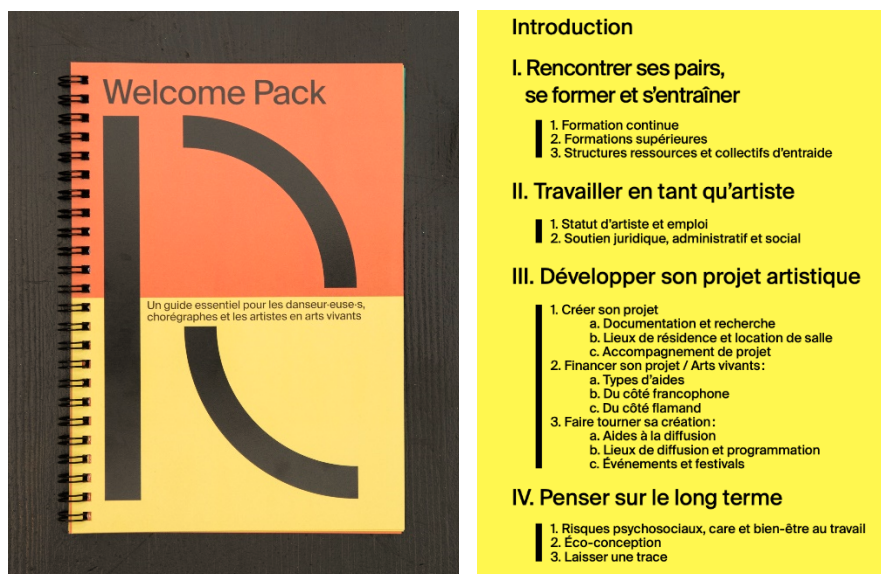 Welcome Pack
Un guide essentiel pour les danseur·euse·s,
chorégraphes et les artistes en arts vivants
Introduction
I. Rencontrer ses pairs,
se former et s’entraîner
1. Formation continue
2. Formations supérieures
3. Structures ressources et collectifs d’entraide
II. Travailler en tant qu’artiste
1. Statut d’artiste et emploi
2. Soutien juridique, administratif et social
III. Développer son projet artistique
1. Créer son projet
a. Documentation et recherche
b. Lieux de résidence et location de salle
c. Accompagnement de projet
2. Financer son projet / Arts vivants :
a. Types d’aides
b. Du côté francophone
c. Du côté flamand
3. Faire tourner sa création :
a. Aides à la diffusion
b. Lieux de diffusion et programmation
c. Événements et festivals
IV. Penser sur le long terme
1. Risques psychosociaux, care et bien-être au travail
2. Éco-conception
3. Laisser une trace